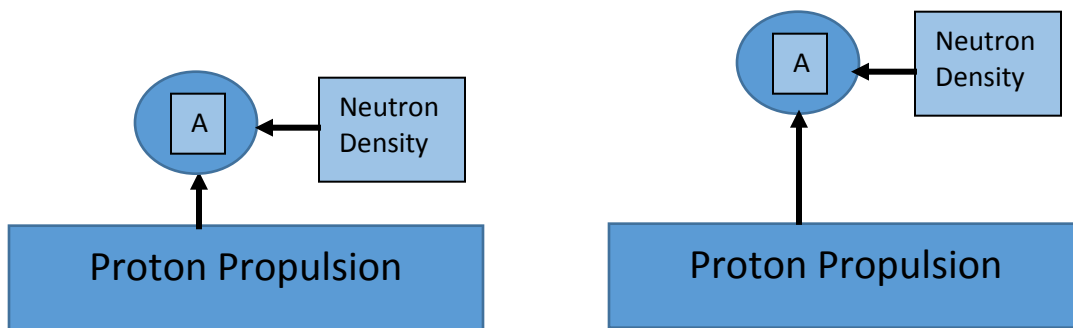 A
Neutron
Density
Proton Propulsion
A
Neutron
Density
Proton Propulsion